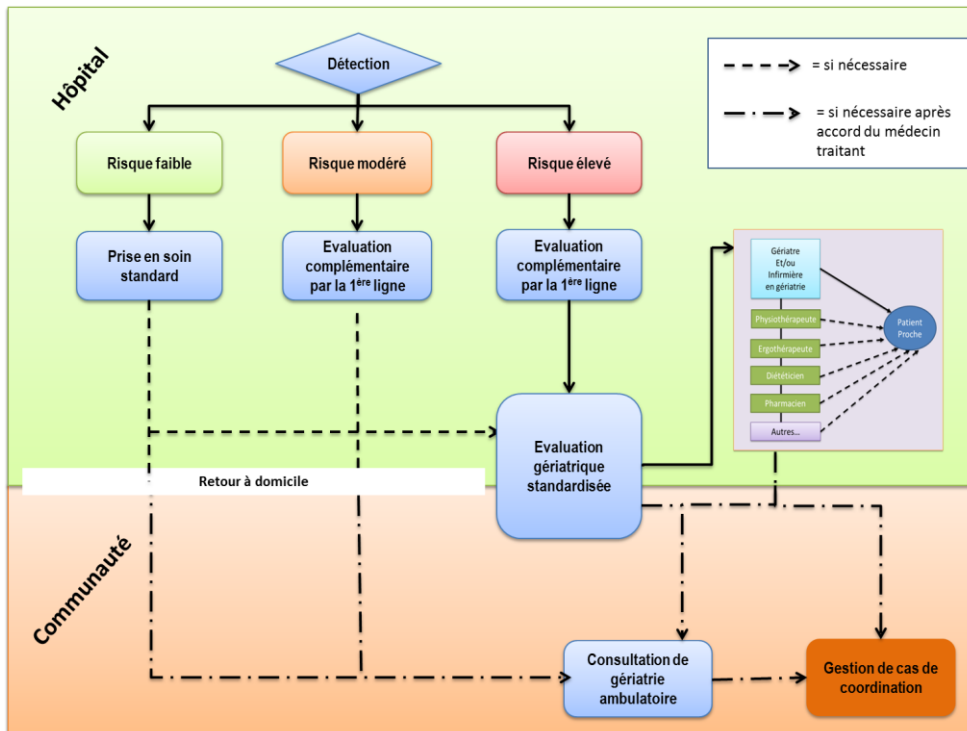 Hôpital
Détection
= si nécessaire
= si nécessaire après
accord du médecin
traitant
Risque faible
Risque modéré
Risque élevé
Prise en soin
standard
Evaluation
complémentaire
par la 1ère ligne
Evaluation
complémentaire
par la 1ère ligne
Gériatre
Et/ou
Infirmière
en gériatrie
Physiothérapeute
Ergothérapeute
Diététicien
Pharmacien
Autres...
Patient
Proche
Evaluation
gériatrique
standardisée
Retour à domicile
Communauté
Consultation de
gériatrie
ambulatoire
Gestion de cas de
coordination